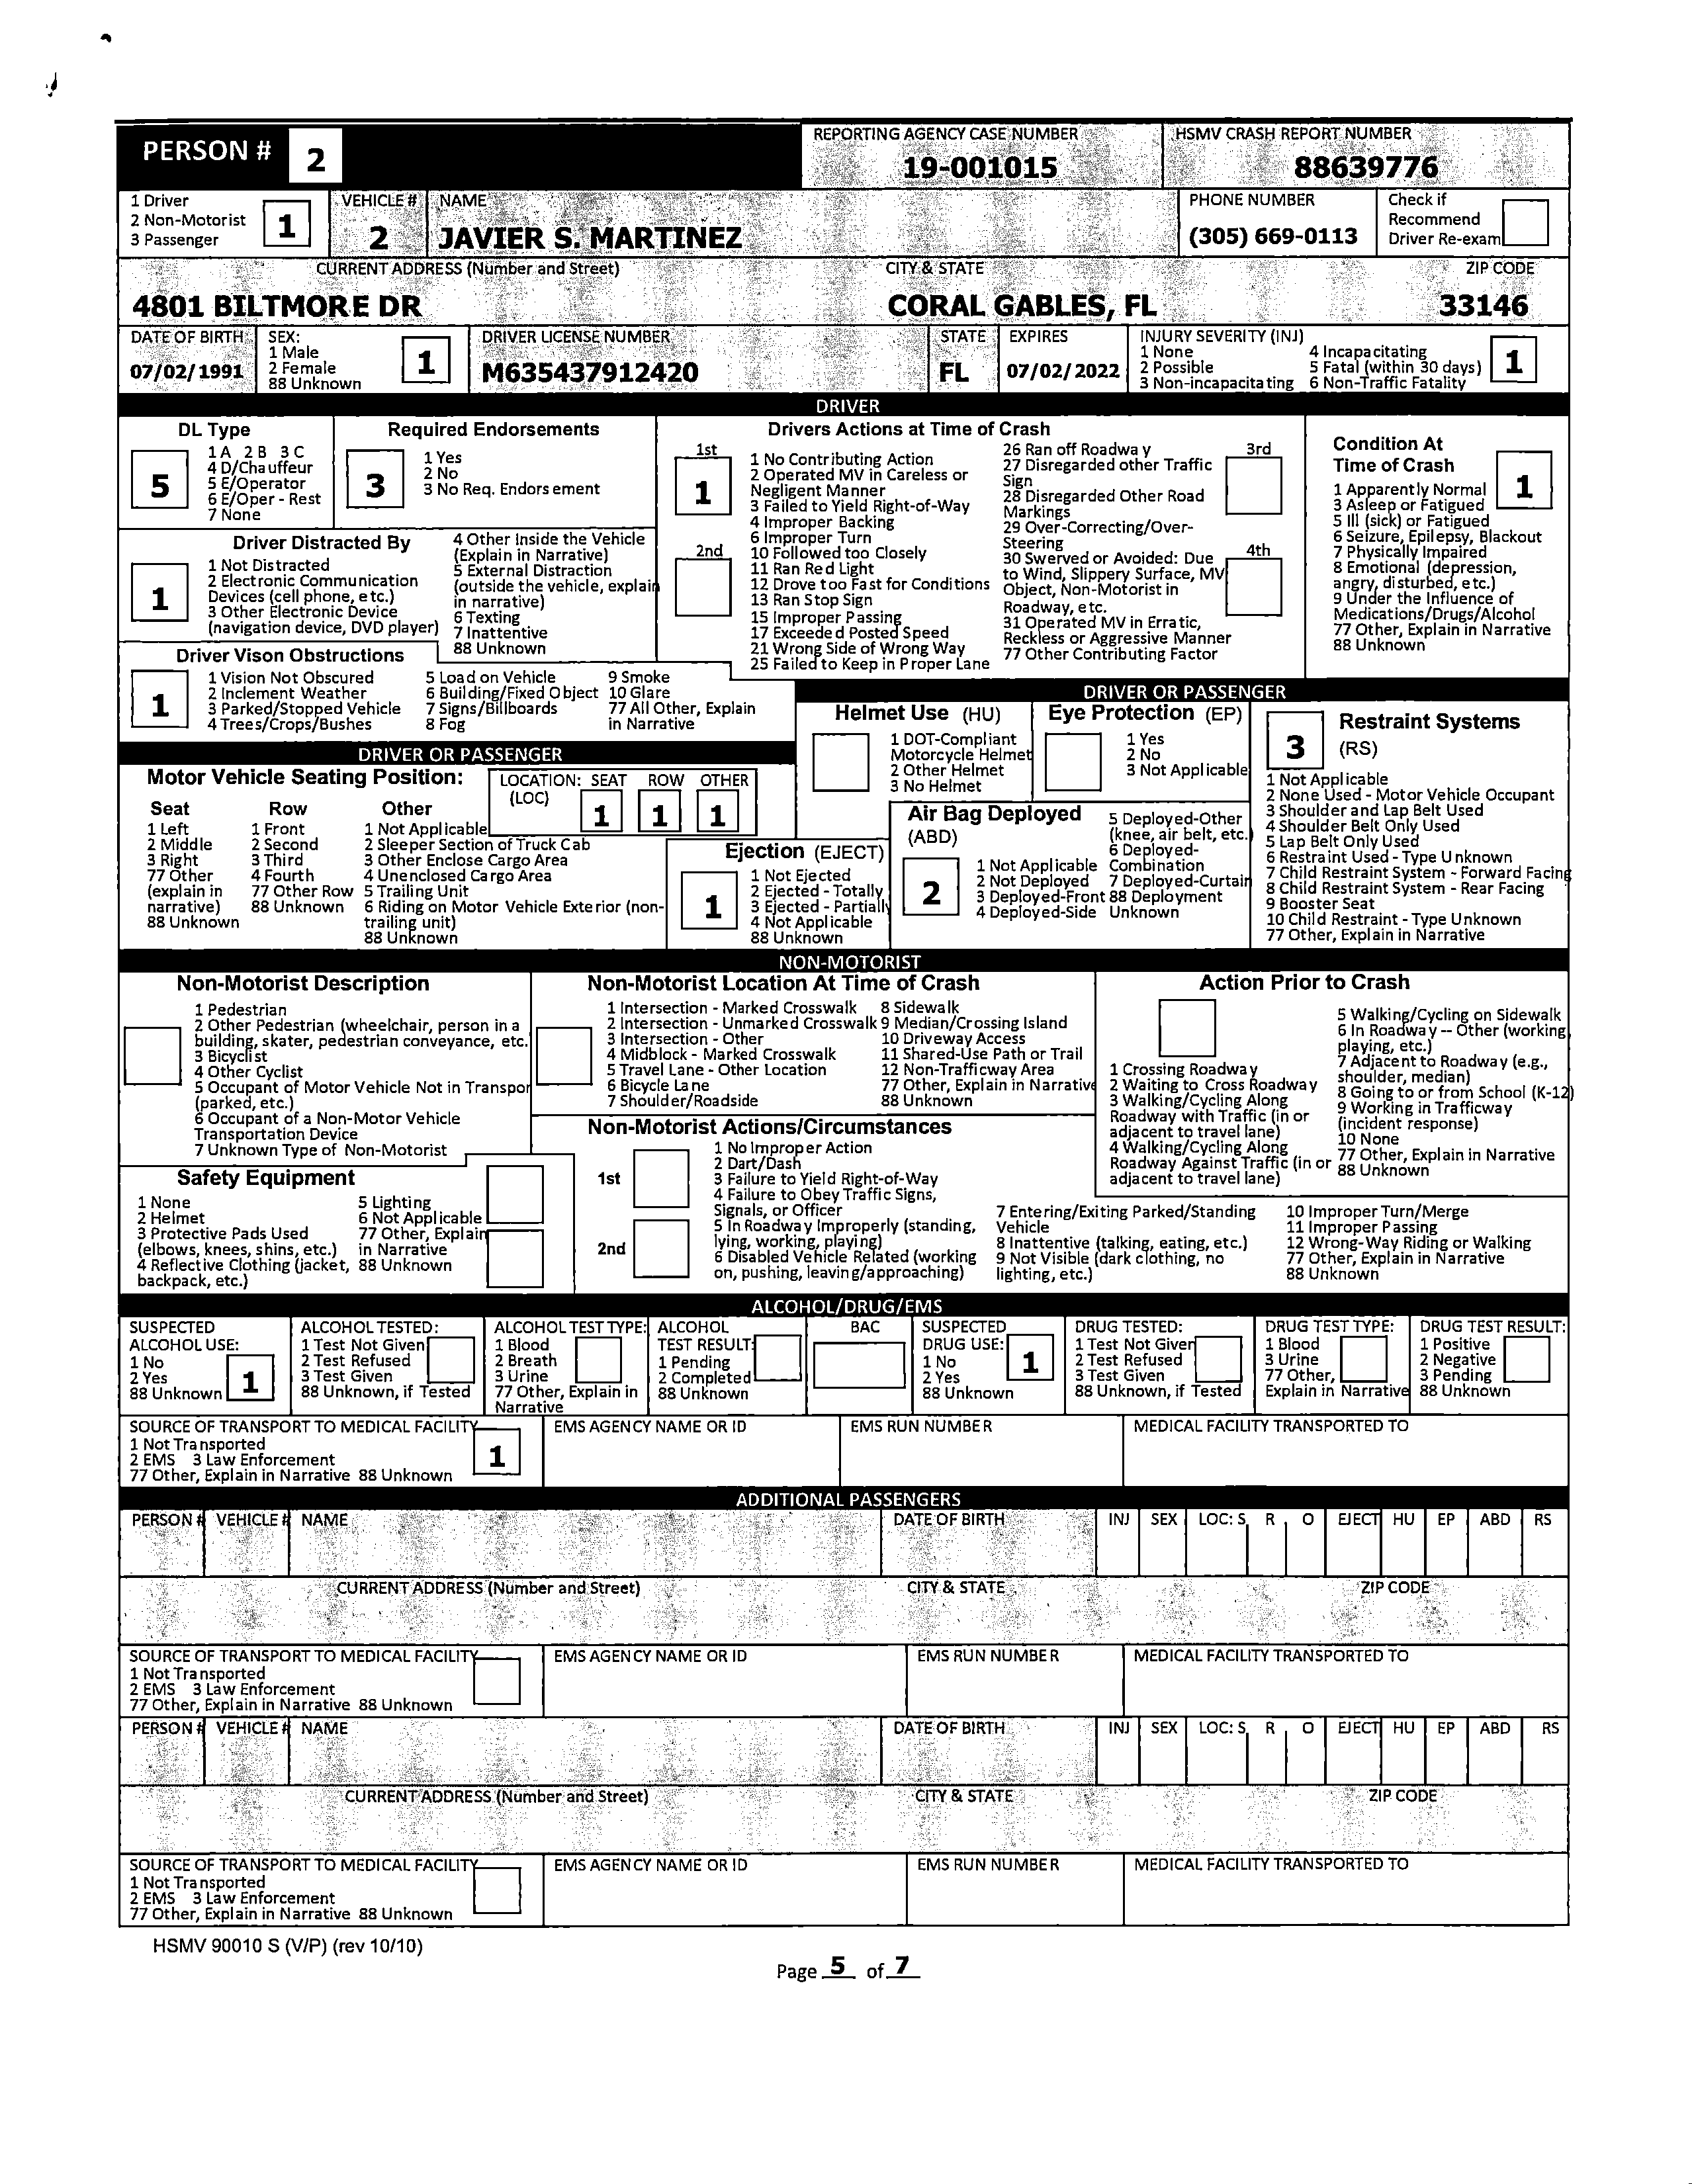 PERSON # 2
REPORTING AGENCY CASE NUMBER
19-001015
HSMV CRASH REPORT NUMBER
88639776
1 Driver
2 Non-Motorist
3 Passenger
1
VEHICLE #
2
NAME
JAVIER S. MARTINEZ
PHONE NUMBER
(305) 669-0113
Check if
Recommend
Driver Re-exam
CURRENT ADDRESS (Number and Street)
4801 BILTMORE DR
CITY & STATE
CORAL GABLES, FL
ZIP CODE
33146
DATE OF BIRTH
07/02/1991
SEX:
1 Male
2 Female
88 Unknown
1
DRIVER LICENSE NUMBER
M635437912420
STATE
FL
EXPIRES
07/02/2022
INJURY SEVERITY (INJ)
1 None
2 Possible
3 Non-incapacitating
4 Incapacitating
5 Fatal (within 30 days)
6 Non-Traffic Fatality
1
DRIVER
DL Type
5
1 A 2 B 3 C
4 D/Chauffeur
5 E/Operator
6 E/Oper - Rest
7 None
Required Endorsements
3
1 Yes
2 No
3 No Req. Endorsement
Driver Distracted By
1
1 Not Distracted
2 Electronic Communication
Devices (cell phone, etc.)
3 Other Electronic Device
(navigation device, DVD player)
4 Other Inside the Vehicle
(Explain in Narrative)
5 External Distraction
(outside the vehicle, explain
in narrative)
6 Texting
7 Inattentive
88 Unknown
Driver Vison Obstructions
1
1 Vision Not Obscured
2 Inclement Weather
3 Parked/Stopped Vehicle
4 Trees/Crops/Bushes
5 Load on Vehicle
6 Building/Fixed Object
7 Signs/Billboards
8 Fog
9 Smoke
10 Glare
77 All Other, Explain
in Narrative
Drivers Actions at Time of Crash
1st
1
2nd
1 No Contributing Action
2 Operated MV in Careless or
Negligent Manner
3 Failed to Yield Right-of-Way
4 Improper Backing
6 Improper Turn
10 Followed too Closely
11 Ran Red Light
12 Drove too Fast for Conditions
13 Ran Stop Sign
15 Improper Passing
17 Exceeded Posted Speed
21 Wrong Side of Wrong Way
25 Failed to Keep in Proper Lane
26 Ran off Roadway
27 Disregarded other Traffic
Sign
28 Disregarded Other Road
Markings
29 Over-Correcting/Over-
Steering
30 Swerved or Avoided: Due
to Wind, Slippery Surface, MV
Object, Non-Motorist in
Roadway, etc.
31 Operated MV in Erratic,
Reckless or Aggressive Manner
77 Other Contributing Factor
3rd
4th
Condition At
Time of Crash
1
1 Apparently Normal
3 Asleep or Fatigued
5 Ill (sick) or Fatigued
6 Seizure, Epilepsy, Blackout
7 Physically Impaired
8 Emotional (depression,
angry, disturbed, etc.)
9 Under the Influence of
Medications/Drugs/Alcohol
77 Other, Explain in Narrative
88 Unknown
DRIVER OR PASSENGER
Motor Vehicle Seating Position:
LOCATION: SEAT ROW OTHER
(LOC) 1 1 1
Seat
1 Left
2 Middle
3 Right
77 Other
(explain in
narrative)
88 Unknown
Row
1 Front
2 Second
3 Third
4 Fourth
77 Other Row
88 Unknown
Other
1 Not Applicable
2 Sleeper Section of Truck Cab
3 Other Enclose Cargo Area
4 Unenclosed Cargo Area
5 Trailing Unit
6 Riding on Motor Vehicle Exterior (non-
trailing unit)
88 Unknown
Ejection (EJECT)
1
1 Not Ejected
2 Ejected - Totally
3 Ejected - Partially
4 Not Applicable
88 Unknown
DRIVER OR PASSENGER
Helmet Use (HU)
1 DOT-Compliant
Motorcycle Helmet
2 Other Helmet
3 No Helmet
Eye Protection (EP)
1 Yes
2 No
3 Not Applicable
Air Bag Deployed
(ABD)
2
1 Not Applicable
2 Not Deployed
3 Deployed-Front
4 Deployed-Side
5 Deployed-Other
(knee, air belt, etc.)
6 Deployed-
Combination
7 Deployed-Curtain
88 Deployment
Unknown
3
Restraint Systems
(RS)
1 Not Applicable
2 None Used - Motor Vehicle Occupant
3 Shoulder and Lap Belt Used
4 Shoulder Belt Only Used
5 Lap Belt Only Used
6 Restraint Used - Type Unknown
7 Child Restraint System - Forward Facing
8 Child Restraint System - Rear Facing
9 Booster Seat
10 Child Restraint - Type Unknown
77 Other, Explain in Narrative
NON-MOTORIST
Non-Motorist Description
1 Pedestrian
2 Other Pedestrian (wheelchair, person in a
building, skater, pedestrian conveyance, etc.
3 Bicyclist
4 Other Cyclist
5 Occupant of Motor Vehicle Not in Transpor
(parked, etc.)
6 Occupant of a Non-Motor Vehicle
Transportation Device
7 Unknown Type of Non-Motorist
Non-Motorist Location At Time of Crash
1 Intersection - Marked Crosswalk
2 Intersection - Unmarked Crosswalk
3 Intersection - Other
4 Midblock - Marked Crosswalk
5 Travel Lane - Other Location
6 Bicycle Lane
7 Shoulder/Roadside
8 Sidewalk
9 Median/Crossing Island
10 Driveway Access
11 Shared-Use Path or Trail
12 Non-Trafficway Area
77 Other, Explain in Narrative
88 Unknown
Action Prior to Crash
1 Crossing Roadway
2 Waiting to Cross Roadway
3 Walking/Cycling Along
Roadway with Traffic (in or
adjacent to travel lane)
4 Walking/Cycling Along
Roadway Against Traffic (in or
adjacent to travel lane)
5 Walking/Cycling on Sidewalk
6 In Roadway -- Other (working,
playing, etc.)
7 Adjacent to Roadway (e.g.,
shoulder, median)
8 Going to or from School (K-12)
9 Working in Trafficway
(incident response)
10 None
77 Other, Explain in Narrative
88 Unknown
Safety Equipment
1 None
2 Helmet
3 Protective Pads Used
(elbows, knees, shins, etc.)
4 Reflective Clothing (jacket,
backpack, etc.)
5 Lighting
6 Not Applicable
77 Other, Explain
in Narrative
88 Unknown
Non-Motorist Actions/Circumstances
1st
2nd
1 No Improper Action
2 Dart/Dash
3 Failure to Yield Right-of-Way
4 Failure to Obey Traffic Signs,
Signals, or Officer
5 In Roadway Improperly (standing,
lying, working, playing)
6 Disabled Vehicle Related (working
on, pushing, leaving/approaching)
7 Entering/Exiting Parked/Standing
Vehicle
8 Inattentive (talking, eating, etc.)
9 Not Visible (dark clothing, no
lighting, etc.)
10 Improper Turn/Merge
11 Improper Passing
12 Wrong-Way Riding or Walking
77 Other, Explain in Narrative
88 Unknown
ALCOHOL/DRUG/EMS
SUSPECTED
ALCOHOL USE:
1 No
2 Yes
88 Unknown
1
ALCOHOL TESTED:
1 Test Not Given
2 Test Refused
3 Test Given
88 Unknown, if Tested
ALCOHOL TEST TYPE:
1 Blood
2 Breath
3 Urine
77 Other, Explain in
Narrative
ALCOHOL
TEST RESULT:
1 Pending
2 Completed
88 Unknown
BAC
SUSPECTED
DRUG USE:
1 No
2 Yes
88 Unknown
1
DRUG TESTED:
1 Test Not Given
2 Test Refused
3 Test Given
88 Unknown, if Tested
DRUG TEST TYPE:
1 Blood
3 Urine
77 Other,
Explain in Narrative
DRUG TEST RESULT:
1 Positive
2 Negative
3 Pending
88 Unknown
SOURCE OF TRANSPORT TO MEDICAL FACILITY
1 Not Transported
2 EMS 3 Law Enforcement
77 Other, Explain in Narrative 88 Unknown
1
EMS AGENCY NAME OR ID
EMS RUN NUMBER
MEDICAL FACILITY TRANSPORTED TO
ADDITIONAL PASSENGERS
PERSON # VEHICLE # NAME DATE OF BIRTH INJ SEX LOC: S R O EJECT HU EP ABD RS
CURRENT ADDRESS (Number and Street) CITY & STATE ZIP CODE
SOURCE OF TRANSPORT TO MEDICAL FACILITY
1 Not Transported
2 EMS 3 Law Enforcement
77 Other, Explain in Narrative 88 Unknown
EMS AGENCY NAME OR ID
EMS RUN NUMBER
MEDICAL FACILITY TRANSPORTED TO
PERSON # VEHICLE # NAME DATE OF BIRTH INJ SEX LOC: S R O EJECT HU EP ABD RS
CURRENT ADDRESS (Number and Street) CITY & STATE ZIP CODE
SOURCE OF TRANSPORT TO MEDICAL FACILITY
1 Not Transported
2 EMS 3 Law Enforcement
77 Other, Explain in Narrative 88 Unknown
EMS AGENCY NAME OR ID
EMS RUN NUMBER
MEDICAL FACILITY TRANSPORTED TO
HSMV 90010 S (V/P) (rev 10/10)
Page 5 of 7